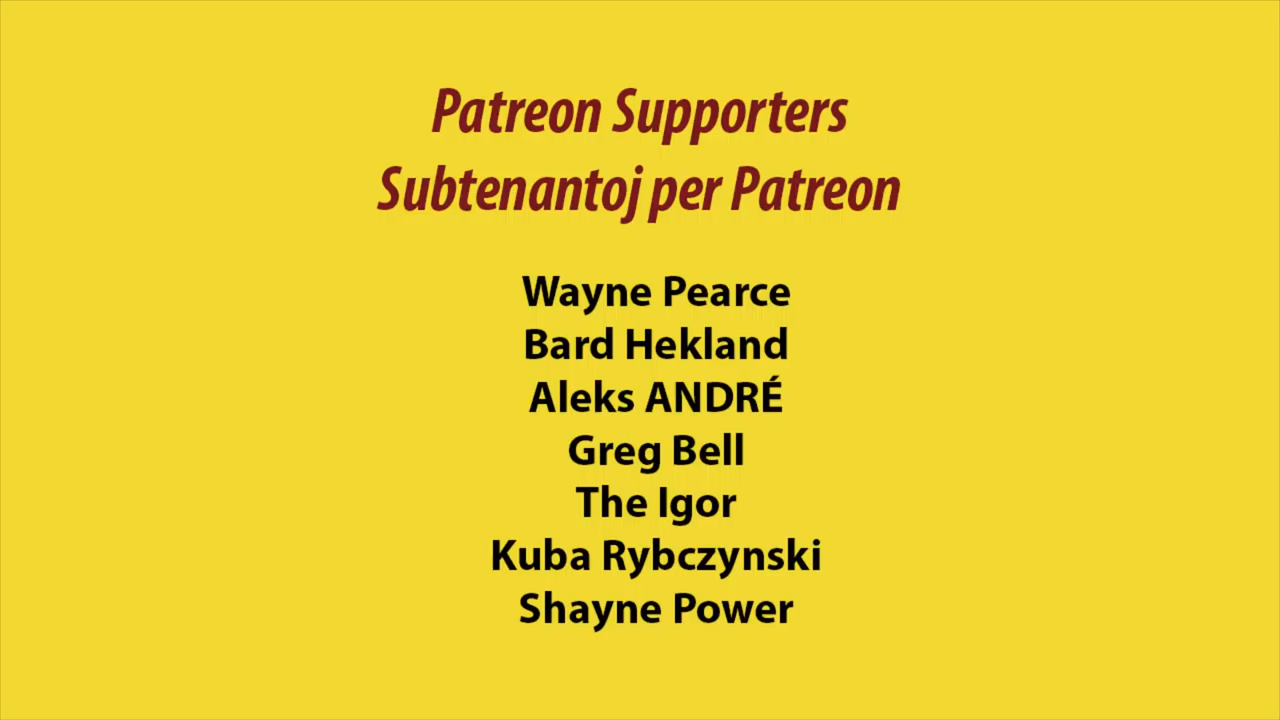 Patreon Supporters
Subtenantoj per Patreon
Wayne Pearce
Bard Hekland
Aleks ANDRÉ
Greg Bell
The Igor
Kuba Rybczynski
Shayne Power